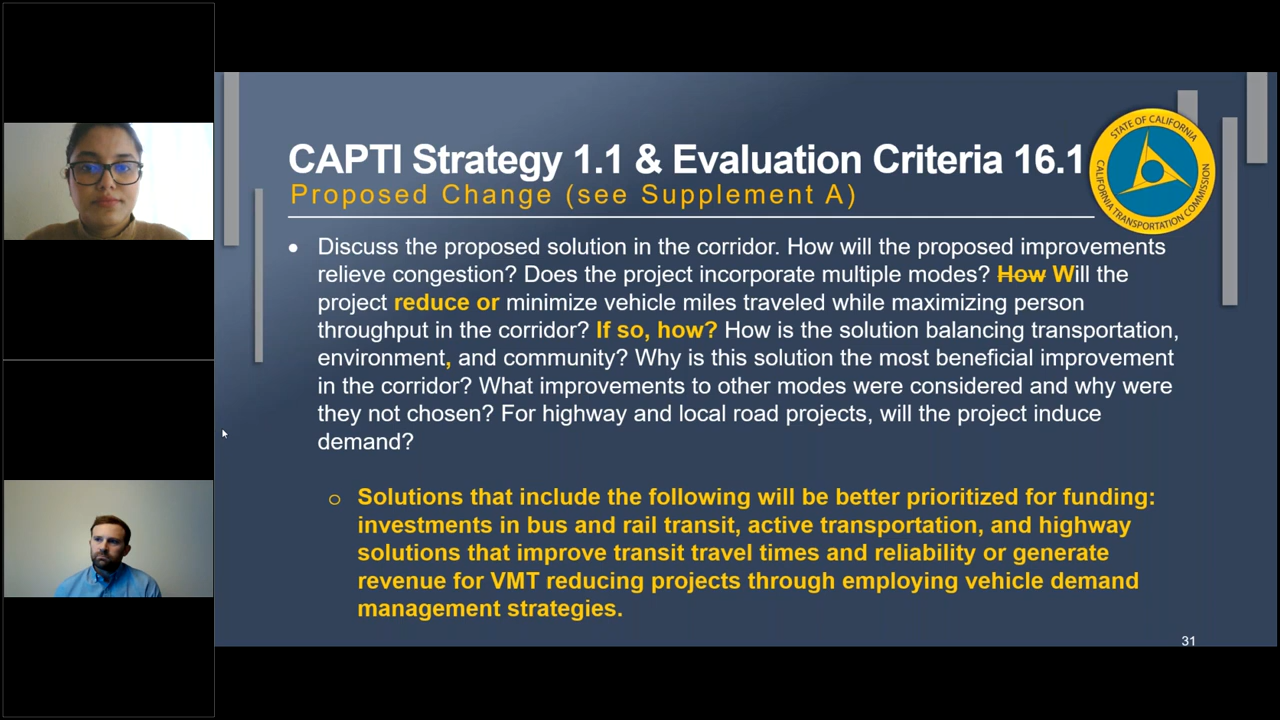 CAPTI Strategy 1.1 & Evaluation Criteria 16.1
Proposed Change (see Supplement A)
STATE OF CALIFORNIA
CALIFORNIA TRANSPORTATION COMMISSION
• Discuss the proposed solution in the corridor. How will the proposed improvements
relieve congestion? Does the project incorporate multiple modes? How Will the
project reduce or minimize vehicle miles traveled while maximizing person
throughput in the corridor? If so, how? How is the solution balancing transportation,
environment, and community? Why is this solution the most beneficial improvement
in the corridor? What improvements to other modes were considered and why were
they not chosen? For highway and local road projects, will the project induce
demand?
o Solutions that include the following will be better prioritized for funding:
investments in bus and rail transit, active transportation, and highway
solutions that improve transit travel times and reliability or generate
revenue for VMT reducing projects through employing vehicle demand
management strategies.
31